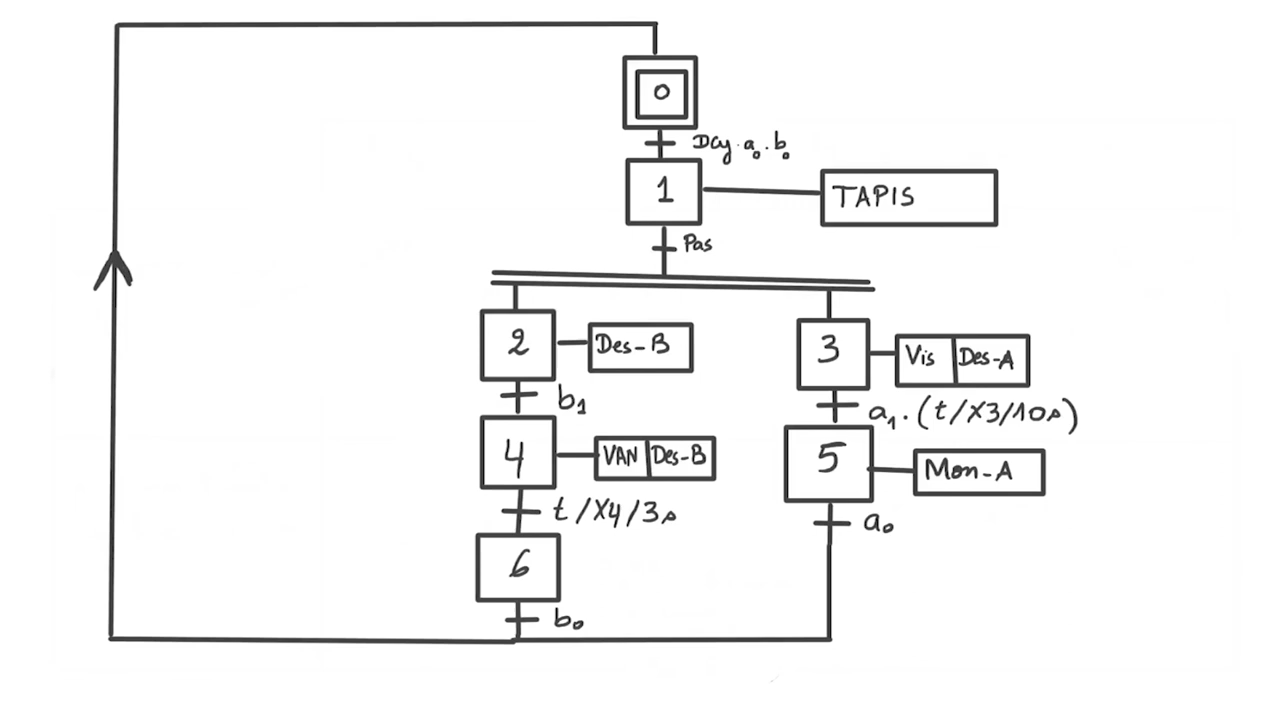 0
Dcy. a₀. b₀
1 TAPIS
Pas
2 Des-B 3 Vis Des-A
b₁ a₁. (t/X3/10s)
4 VAN Des-B 5 Mon-A
t/X4/3s a₀
6
b₀